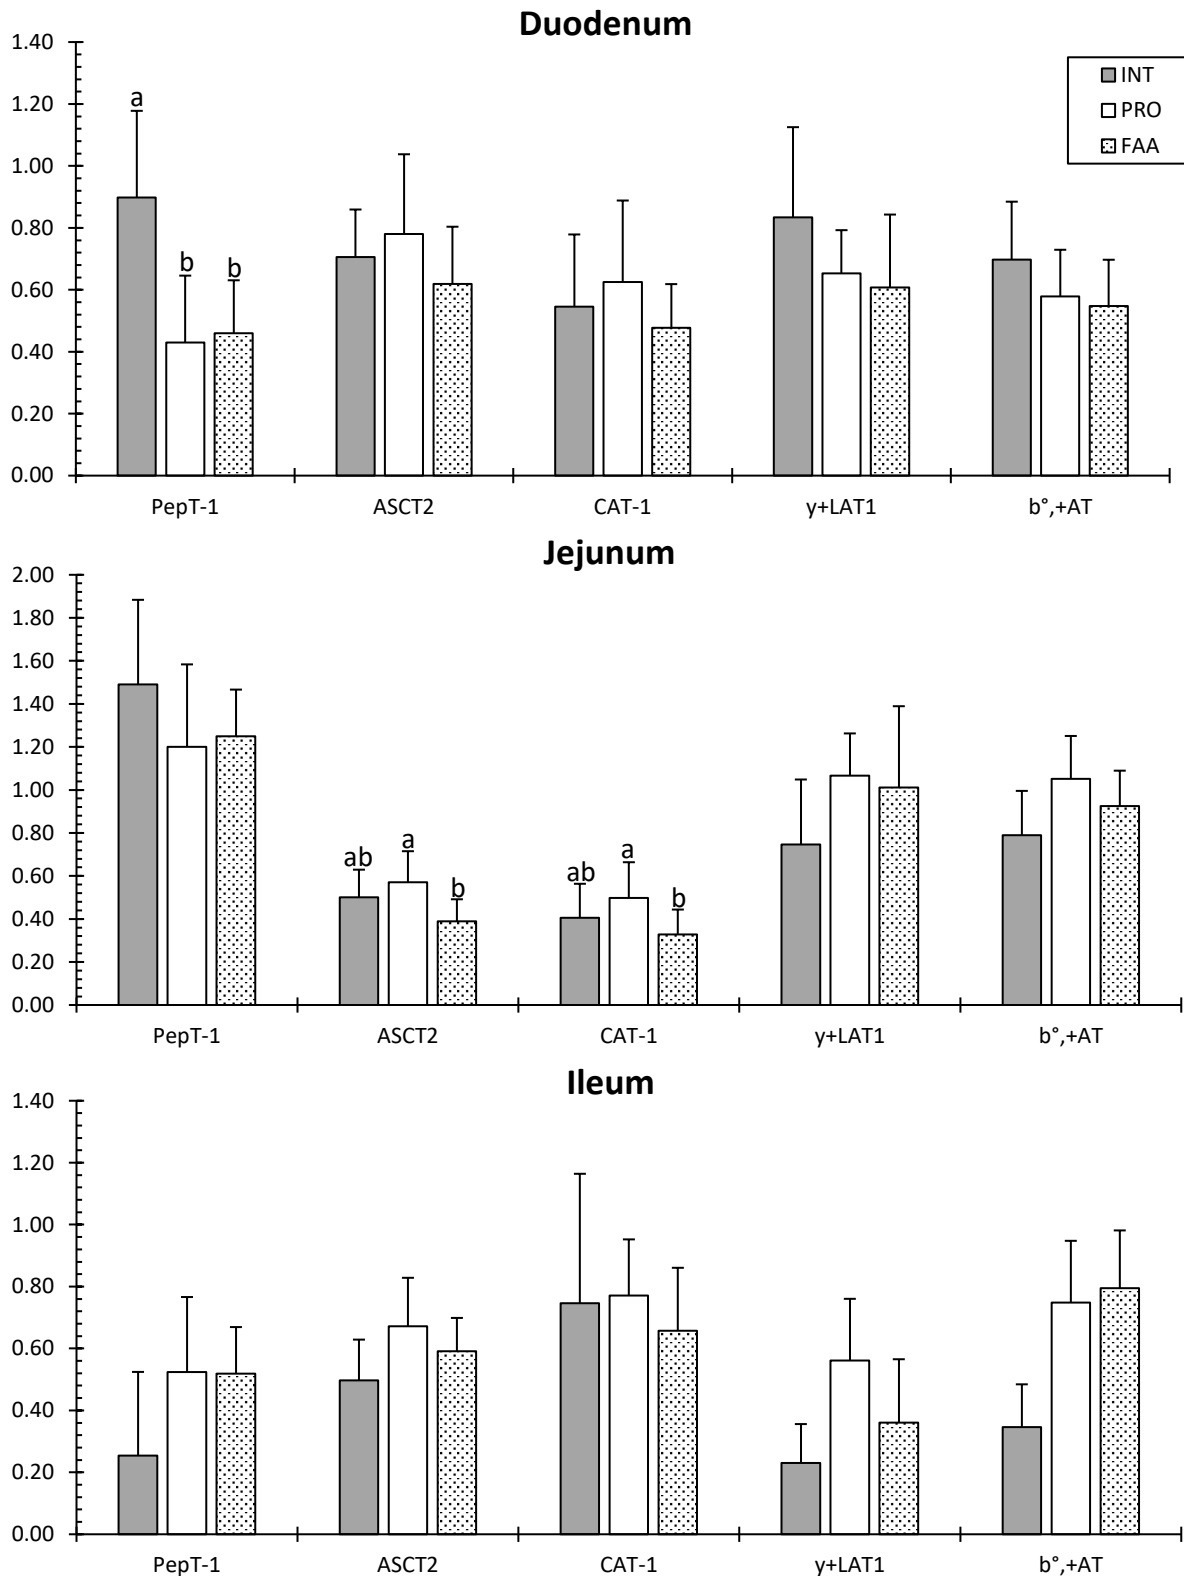 Duodenum
1.40
1.20
1.00
0.80
0.60
0.40
0.20
0.00
INT
PRO
FAA
a
b
b
PepT-1
ASCT2
CAT-1
y+LAT1
b°,+AT
Jejunum
2.00
1.80
1.60
1.40
1.20
1.00
0.80
0.60
0.40
0.20
0.00
ab
a
b
ab
a
b
PepT-1
ASCT2
CAT-1
y+LAT1
b°,+AT
Ileum
1.40
1.20
1.00
0.80
0.60
0.40
0.20
0.00
PepT-1
ASCT2
CAT-1
y+LAT1
b°,+AT